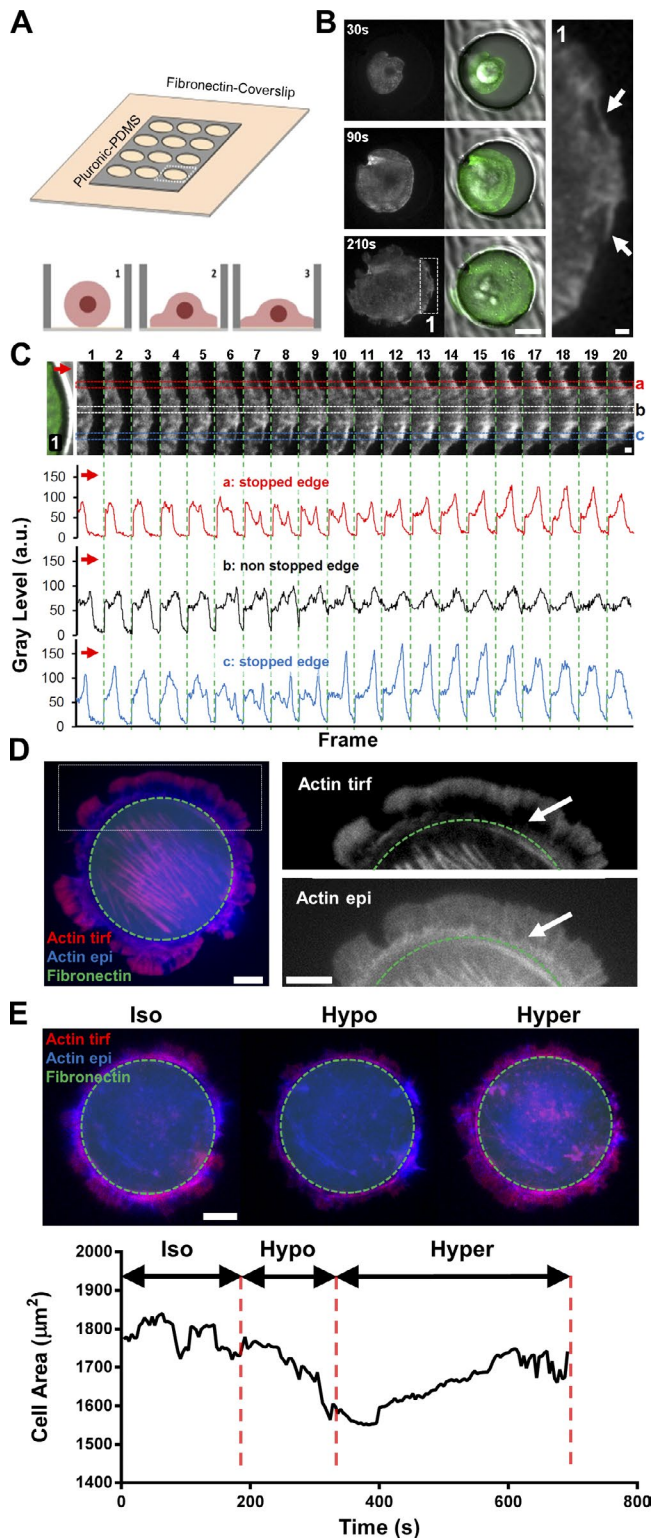 A
Fibronectin-Coverslip
Pluronic-PDMS
1
2
3
B
30s
90s
210s
1
1
C
1 2 3 4 5 6 7 8 9 10 11 12 13 14 15 16 17 18 19 20
1
a
b
c
Gray Level (a.u.)
150
100
50
0
a: stopped edge
150
100
50
0
b: non stopped edge
150
100
50
0
c: stopped edge
Frame
D
Actin tirf
Actin epi
Fibronectin
Actin tirf
Actin epi
E
Iso Hypo Hyper
Actin tirf
Actin epi
Fibronectin
Iso Hypo Hyper
Cell Area (μm²)
2000
1900
1800
1700
1600
1500
1400
0 200 400 600 800
Time (s)